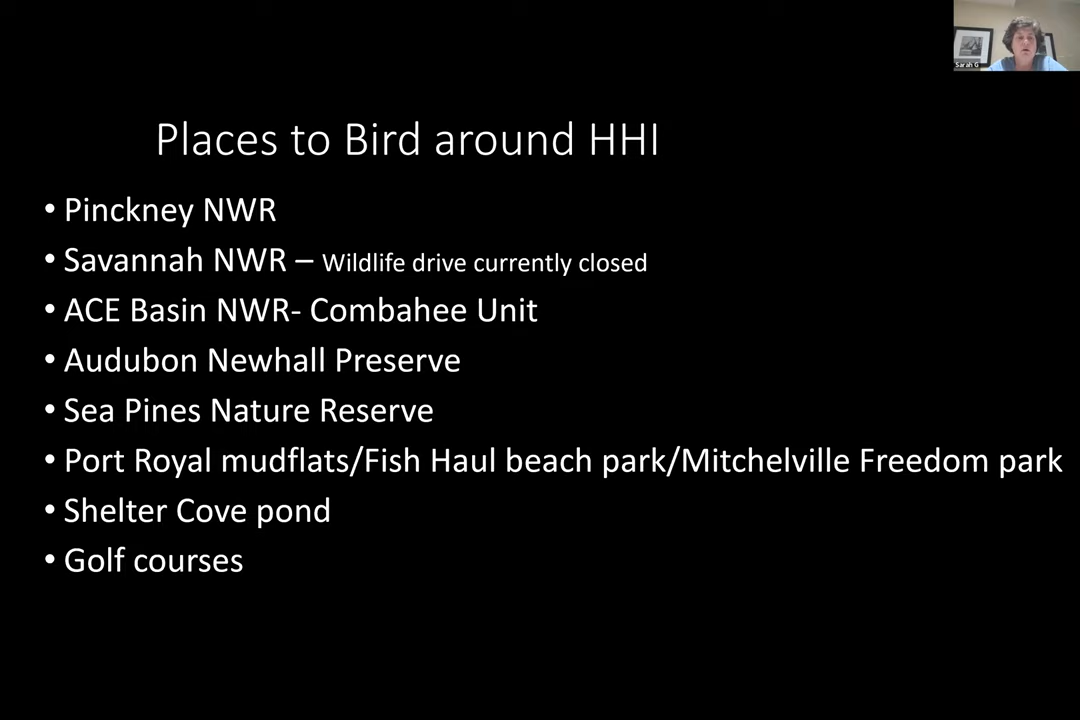 Sarah G
Places to Bird around HHI
• Pinckney NWR
• Savannah NWR – Wildlife drive currently closed
• ACE Basin NWR- Combahee Unit
• Audubon Newhall Preserve
• Sea Pines Nature Reserve
• Port Royal mudflats/Fish Haul beach park/Mitchelville Freedom park
• Shelter Cove pond
• Golf courses